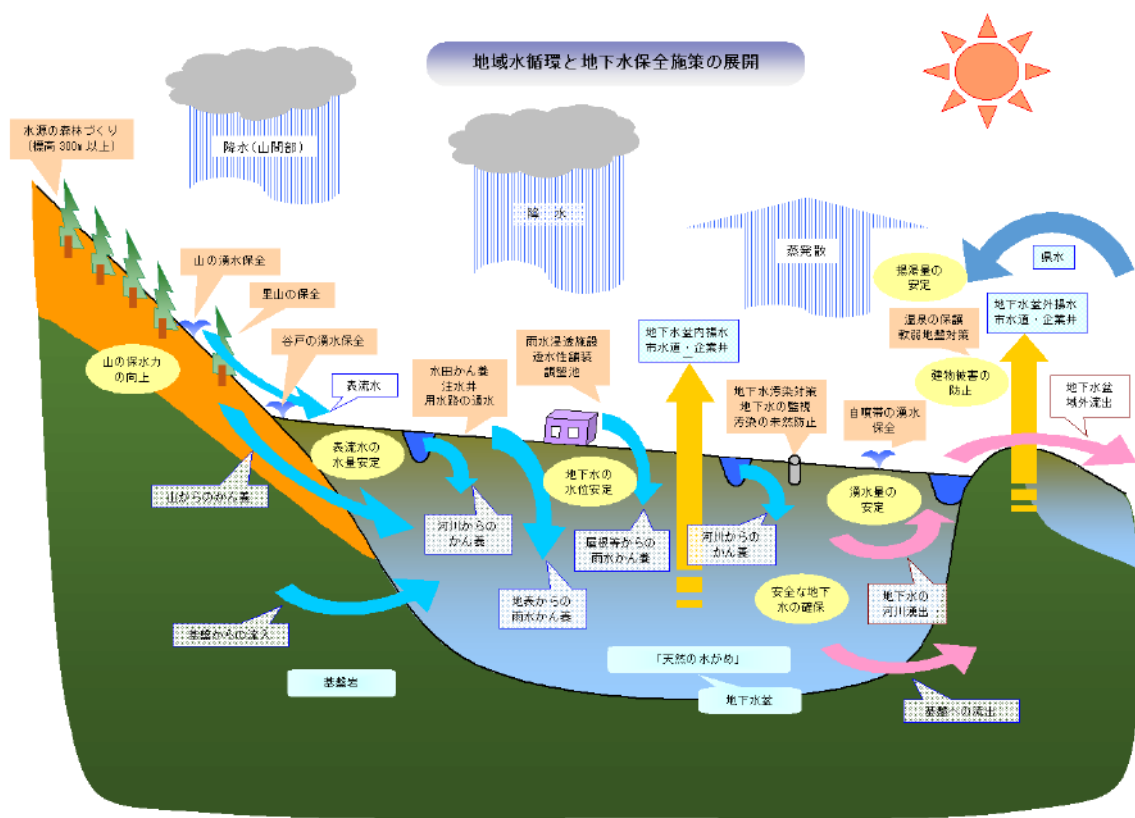 地域水循環と地下水保全施策の展開
水源の森林づくり
(標高300m以上)
降水(山間部)
降 水
蒸発散
県水
揚湯量の
安定
山の湧水保全
里山の保全
谷戸の湧水保全
表流水
山の保水力
の向上
水田かん養
注水井
用水路の通水
雨水浸透施設
透水性舗装
調整池
地下水盆内揚水
市水道・企業井
地下水盆外揚水
市水道・企業井
温泉の保護
軟弱地盤対策
建物被害の
防止
地下水盆
域外流出
地下水汚染対策
地下水の監視
汚染の未然防止
自噴帯の湧水
保全
表流水の
水量安定
地下水の
水位安定
湧水量の
安定
山からのかん養
河川からの
かん養
屋根等からの
雨水かん養
河川からの
かん養
地表からの
雨水かん養
安全な地下
水の確保
地下水の
河川湧出
基盤からの流入
基盤岩
「天然の水がめ」
地下水盆
基盤への流出